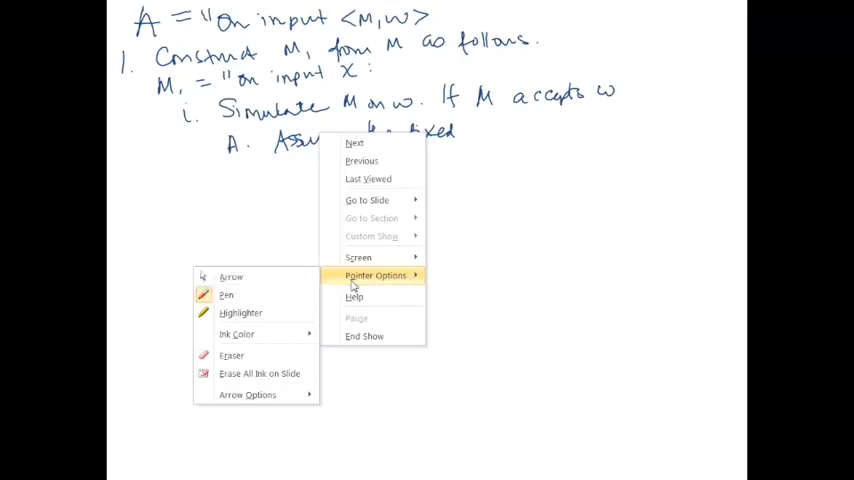 A = "On input <M, w>
1. Construct M₁ from M as follows.
M₁ = "on input x :
i. Simulate M on w. If M accepts w
A. fixed
Next
Previous
Last Viewed
Go to Slide
Go to Section
Custom Show
Screen
Pointer Options
Help
Pause
End Show
Arrow
Pen
Highlighter
Ink Color
Eraser
Erase All Ink on Slide
Arrow Options